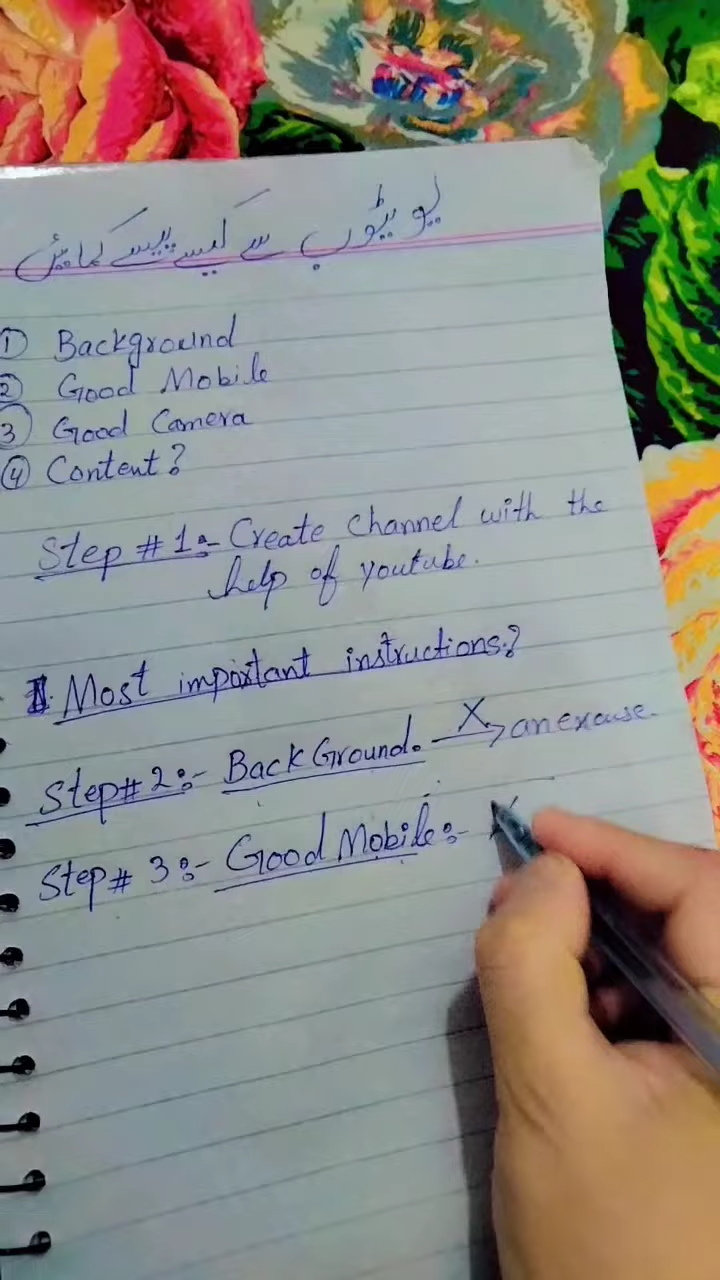 یوٹیوب سے کیسے پیسے کمائیں
① Background
② Good Mobile
③ Good Camera
④ Content?
Step # 1:- Create channel with the
help of youtube.
Most important instructions:?
Step# 2:- BackGround. X → an excuse.
Step# 3:- Good Mobile:-